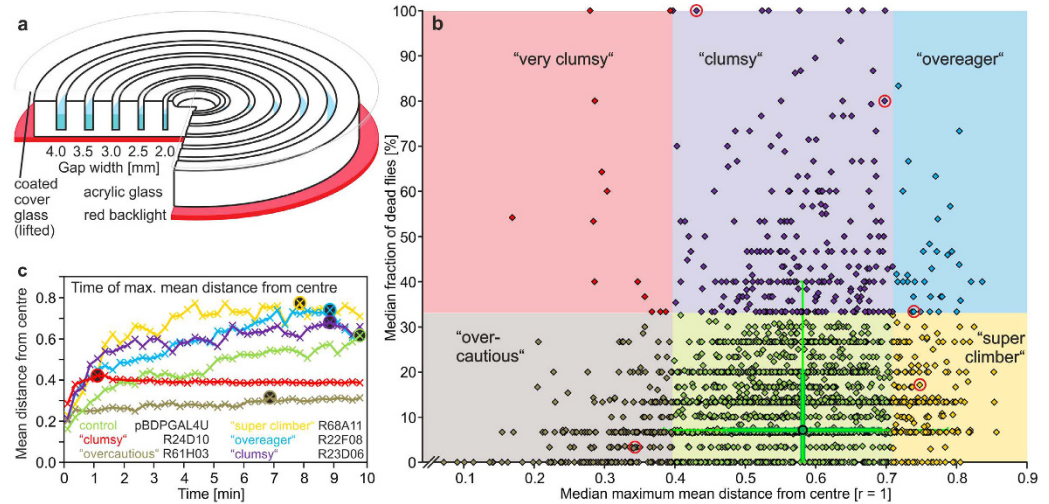 a
4.0 3.5 3.0 2.5 2.0
Gap width [mm]
coated
cover
glass
(lifted)
acrylic glass
red backlight
b
100
90
80
70
60
50
40
30
20
10
0
Median fraction of dead flies [%]
“very clumsy“
“clumsy“
“overeager“
“over-
cautious“
“super
climber“
0 0.1 0.2 0.3 0.4 0.5 0.6 0.7 0.8 0.9
Median maximum mean distance from centre [r = 1]
c
Time of max. mean distance from centre
0.8
0.6
0.4
0.2
0.0
Mean distance from centre
control pBDPGAL4U “super climber“ R68A11
“clumsy“ R24D10 “overeager“ R22F08
“overcautious“ R61H03 “clumsy“ R23D06
0 1 2 3 4 5 6 7 8 9 10
Time [min]